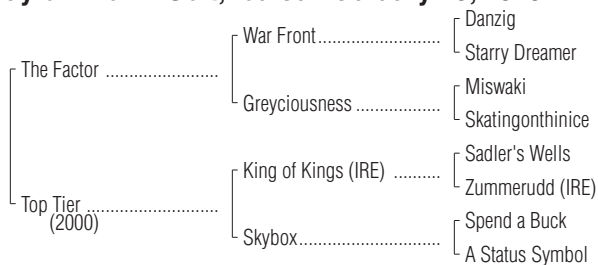 Danzig
War Front
Starry Dreamer
The Factor
Miswaki
Greyciousness
Skatingonthinice
Sadler's Wells
King of Kings (IRE)
Zummerudd (IRE)
Top Tier
(2000)
Spend a Buck
Skybox
A Status Symbol